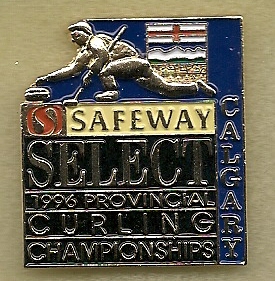 S SAFEWAY
SELECT
1996 PROVINCIAL
CURLING
CHAMPIONSHIPS
CALGARY